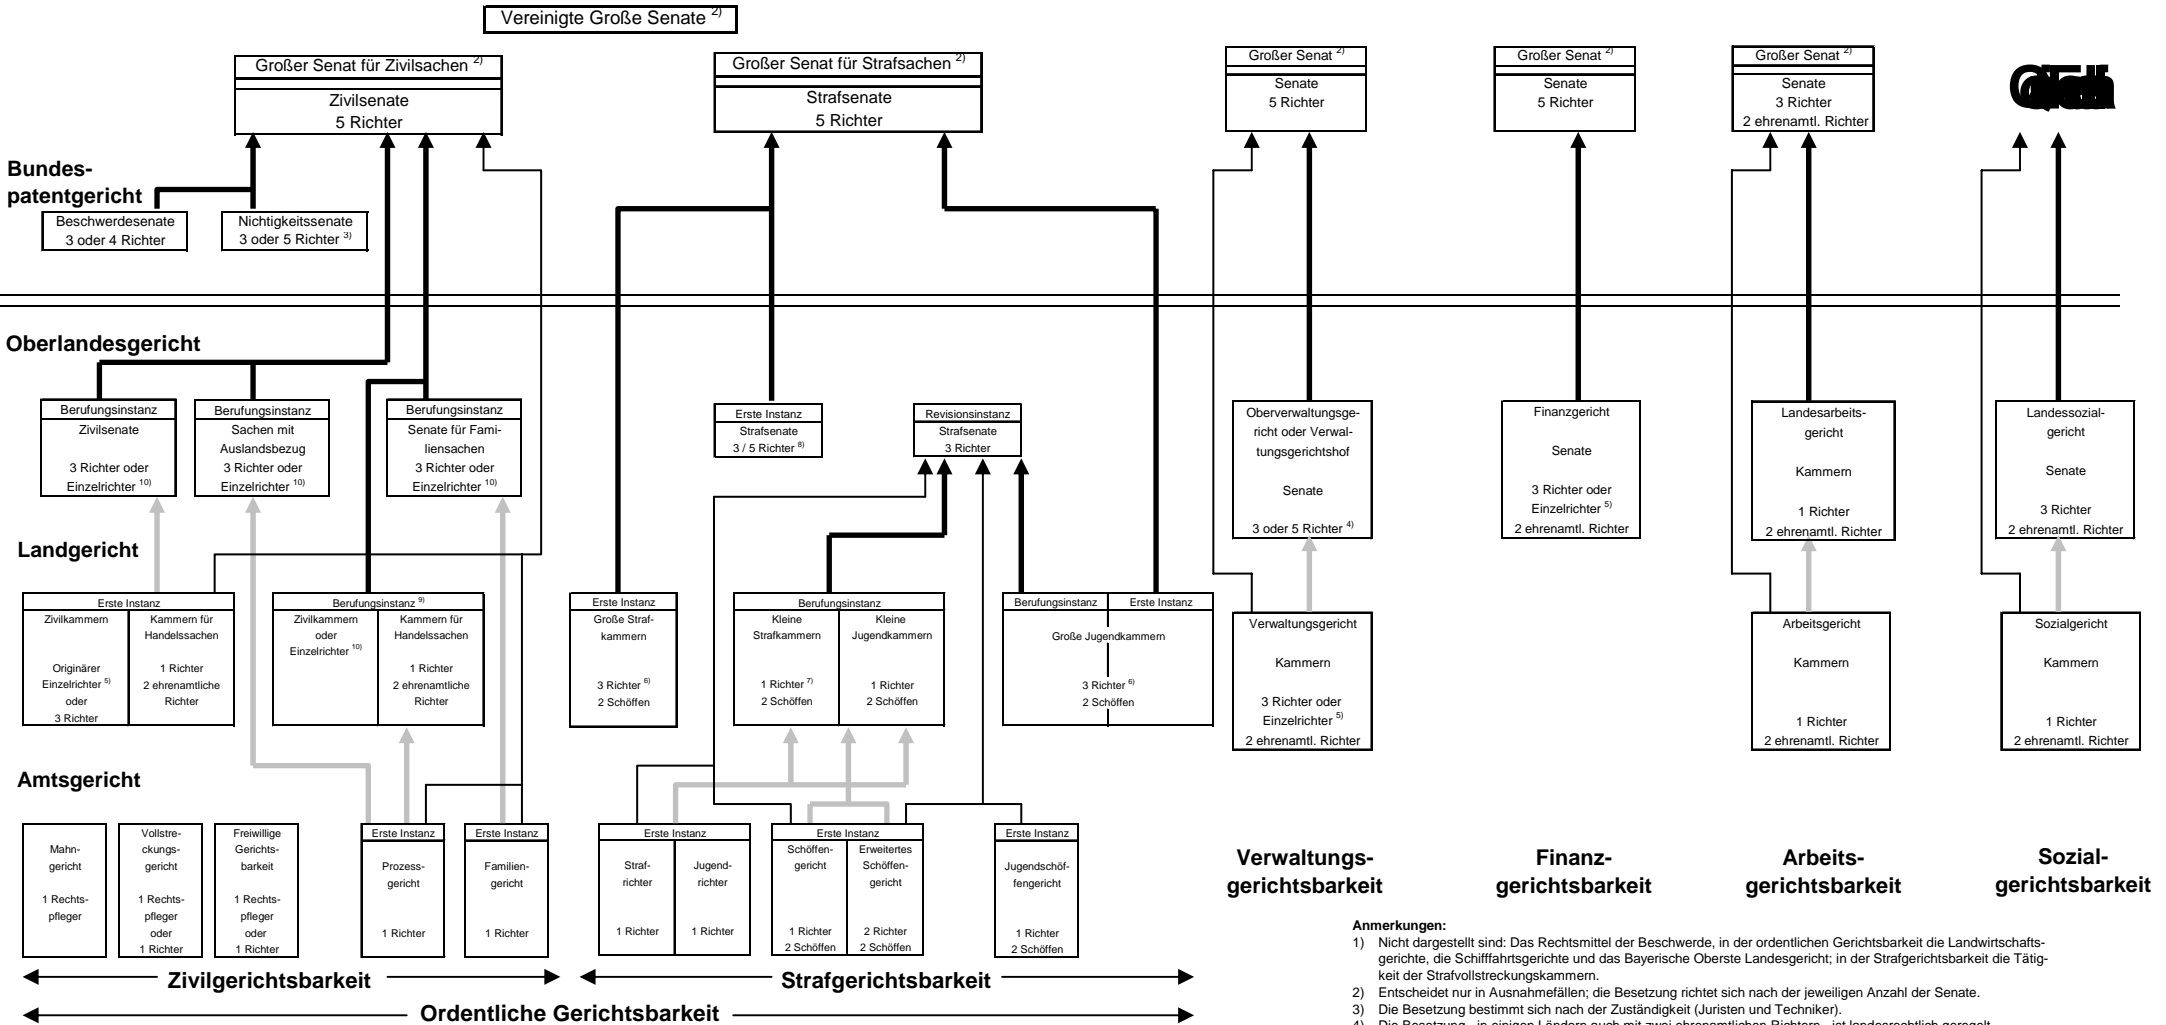 Vereinigte Große Senate 2)
Großer Senat für Zivilsachen 2)
Zivilsenate
5 Richter
Großer Senat für Strafsachen 2)
Strafsenate
5 Richter
Großer Senat 2)
Senate
5 Richter
Großer Senat 2)
Senate
5 Richter
Großer Senat 2)
Senate
3 Richter
2 ehrenamtl. Richter
Bundes-
patentgericht
Beschwerdesenate
3 oder 4 Richter
Nichtigkeitssenate
3 oder 5 Richter 3)
Oberlandesgericht
Berufungsinstanz
Zivilsenate
3 Richter oder
Einzelrichter 10)
Berufungsinstanz
Sachen mit
Auslandsbezug
3 Richter oder
Einzelrichter 10)
Berufungsinstanz
Senate für Fami-
liensachen
3 Richter oder
Einzelrichter 10)
Erste Instanz
Strafsenate
3 / 5 Richter 8)
Revisionsinstanz
Strafsenate
3 Richter
Oberverwaltungsge-
richt oder Verwal-
tungsgerichtshof
Senate
3 oder 5 Richter 4)
Finanzgericht
Senate
3 Richter oder
Einzelrichter 5)
2 ehrenamtl. Richter
Landesarbeits-
gericht
Kammern
1 Richter
2 ehrenamtl. Richter
Landessozial-
gericht
Senate
3 Richter
2 ehrenamtl. Richter
Landgericht
Erste Instanz
Zivilkammern
Originärer
Einzelrichter 5)
oder
3 Richter
Kammern für
Handelssachen
1 Richter
2 ehrenamtliche
Richter
Berufungsinstanz 9)
Zivilkammern
oder
Einzelrichter 10)
Kammern für
Handelssachen
1 Richter
2 ehrenamtliche
Richter
Erste Instanz
Große Straf-
kammern
3 Richter 6)
2 Schöffen
Berufungsinstanz
Kleine
Strafkammern
1 Richter 7)
2 Schöffen
Kleine
Jugendkammern
1 Richter
2 Schöffen
Berufungsinstanz
Erste Instanz
Große Jugendkammern
3 Richter 6)
2 Schöffen
Verwaltungsgericht
Kammern
3 Richter oder
Einzelrichter 5)
2 ehrenamtl. Richter
Arbeitsgericht
Kammern
1 Richter
2 ehrenamtl. Richter
Sozialgericht
Kammern
1 Richter
2 ehrenamtl. Richter
Amtsgericht
Mahn-
gericht
1 Rechts-
pfleger
Vollstre-
ckungs-
gericht
1 Rechts-
pfleger
oder
1 Richter
Freiwillige
Gerichts-
barkeit
1 Rechts-
pfleger
oder
1 Richter
Erste Instanz
Prozess-
gericht
1 Richter
Erste Instanz
Familien-
gericht
1 Richter
Erste Instanz
Straf-
richter
1 Richter
Jugend-
richter
1 Richter
Erste Instanz
Schöffen-
gericht
1 Richter
2 Schöffen
Erweitertes
Schöffen-
gericht
2 Richter
2 Schöffen
Erste Instanz
Jugendschöf-
fengericht
1 Richter
2 Schöffen
Verwaltungs-
gerichtsbarkeit
Finanz-
gerichtsbarkeit
Arbeits-
gerichtsbarkeit
Sozial-
gerichtsbarkeit
Zivilgerichtsbarkeit
Strafgerichtsbarkeit
Ordentliche Gerichtsbarkeit
Anmerkungen:
1) Nicht dargestellt sind: Das Rechtsmittel der Beschwerde, in der ordentlichen Gerichtsbarkeit die Landwirtschafts-
gerichte, die Schifffahrtsgerichte und das Bayerische Oberste Landesgericht; in der Strafgerichtsbarkeit die Tätig-
keit der Strafvollstreckungskammern.
2) Entscheidet nur in Ausnahmefällen; die Besetzung richtet sich nach der jeweiligen Anzahl der Senate.
3) Die Besetzung bestimmt sich nach der Zuständigkeit (Juristen und Techniker).
4) Die Besetzung - in einigen Ländern auch mit zwei ehrenamtlichen Richtern - ist landesrechtlich geregelt.